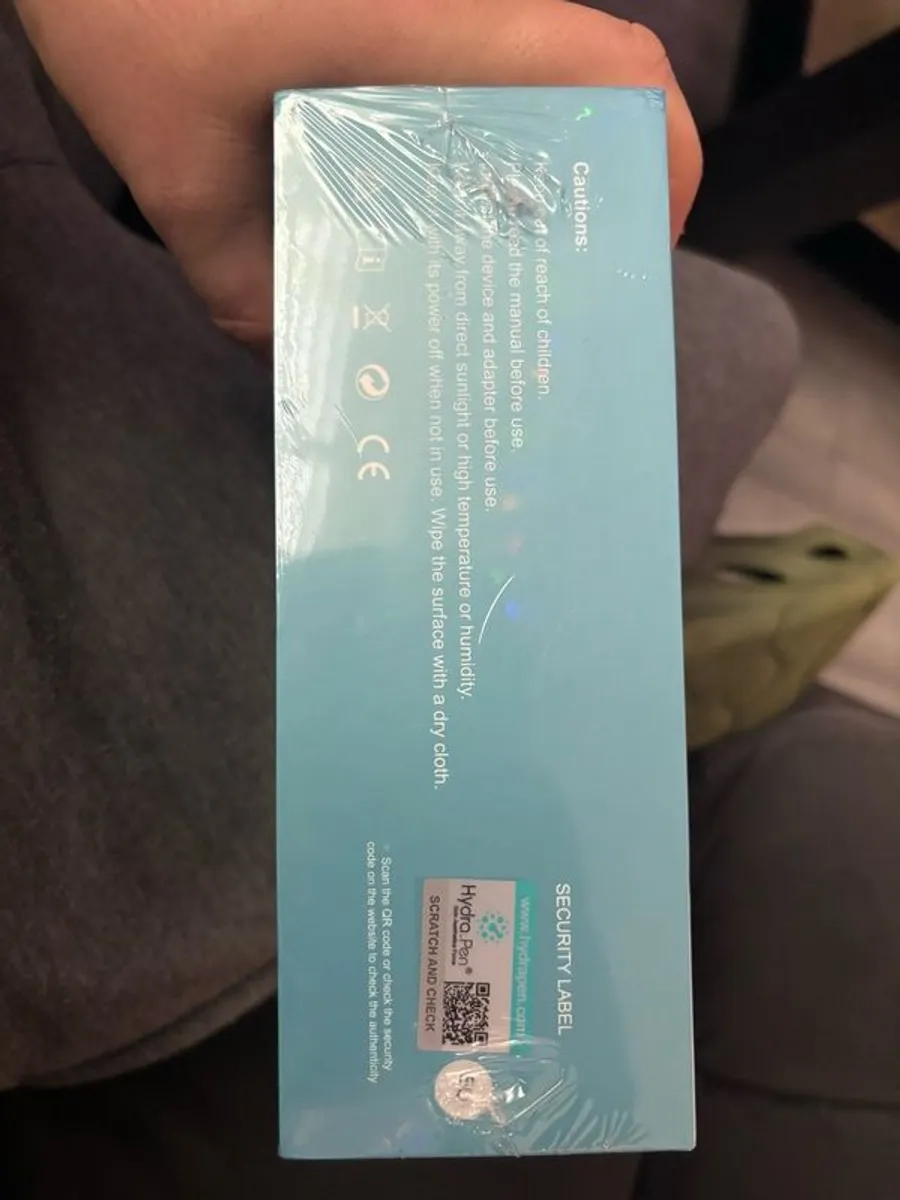 Cautions:
of reach of children.
the manual before use.
device and adapter before use.
from direct sunlight or high temperature or humidity.
with its power off when not in use. Wipe the surface with a dry cloth.
CE
SECURITY LABEL
www.hydrapen.com
Hydra.Pen®
SCRATCH AND CHECK
* Scan the QR code or check the security
code on the website to check the authenticity